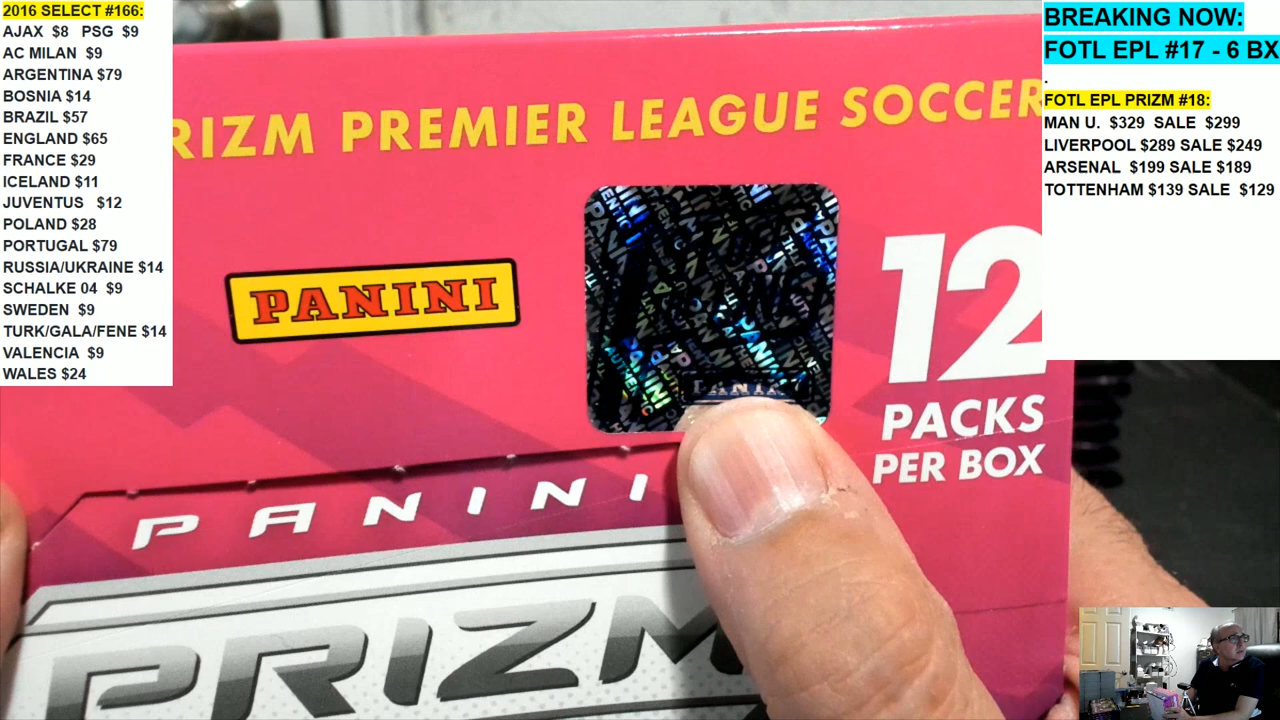 2016 SELECT #166:
AJAX $8 PSG $9
AC MILAN $9
ARGENTINA $79
BOSNIA $14
BRAZIL $57
ENGLAND $65
FRANCE $29
ICELAND $11
JUVENTUS $12
POLAND $28
PORTUGAL $79
RUSSIA/UKRAINE $14
SCHALKE 04 $9
SWEDEN $9
TURK/GALA/FENE $14
VALENCIA $9
WALES $24
RIZM PREMIER LEAGUE SOCCER
PANINI
12
PACKS
PER BOX
PANINI
PRIZM
BREAKING NOW:
FOTL EPL #17 - 6 BX
.
FOTL EPL PRIZM #18:
MAN U. $329 SALE $299
LIVERPOOL $289 SALE $249
ARSENAL $199 SALE $189
TOTTENHAM $139 SALE $129